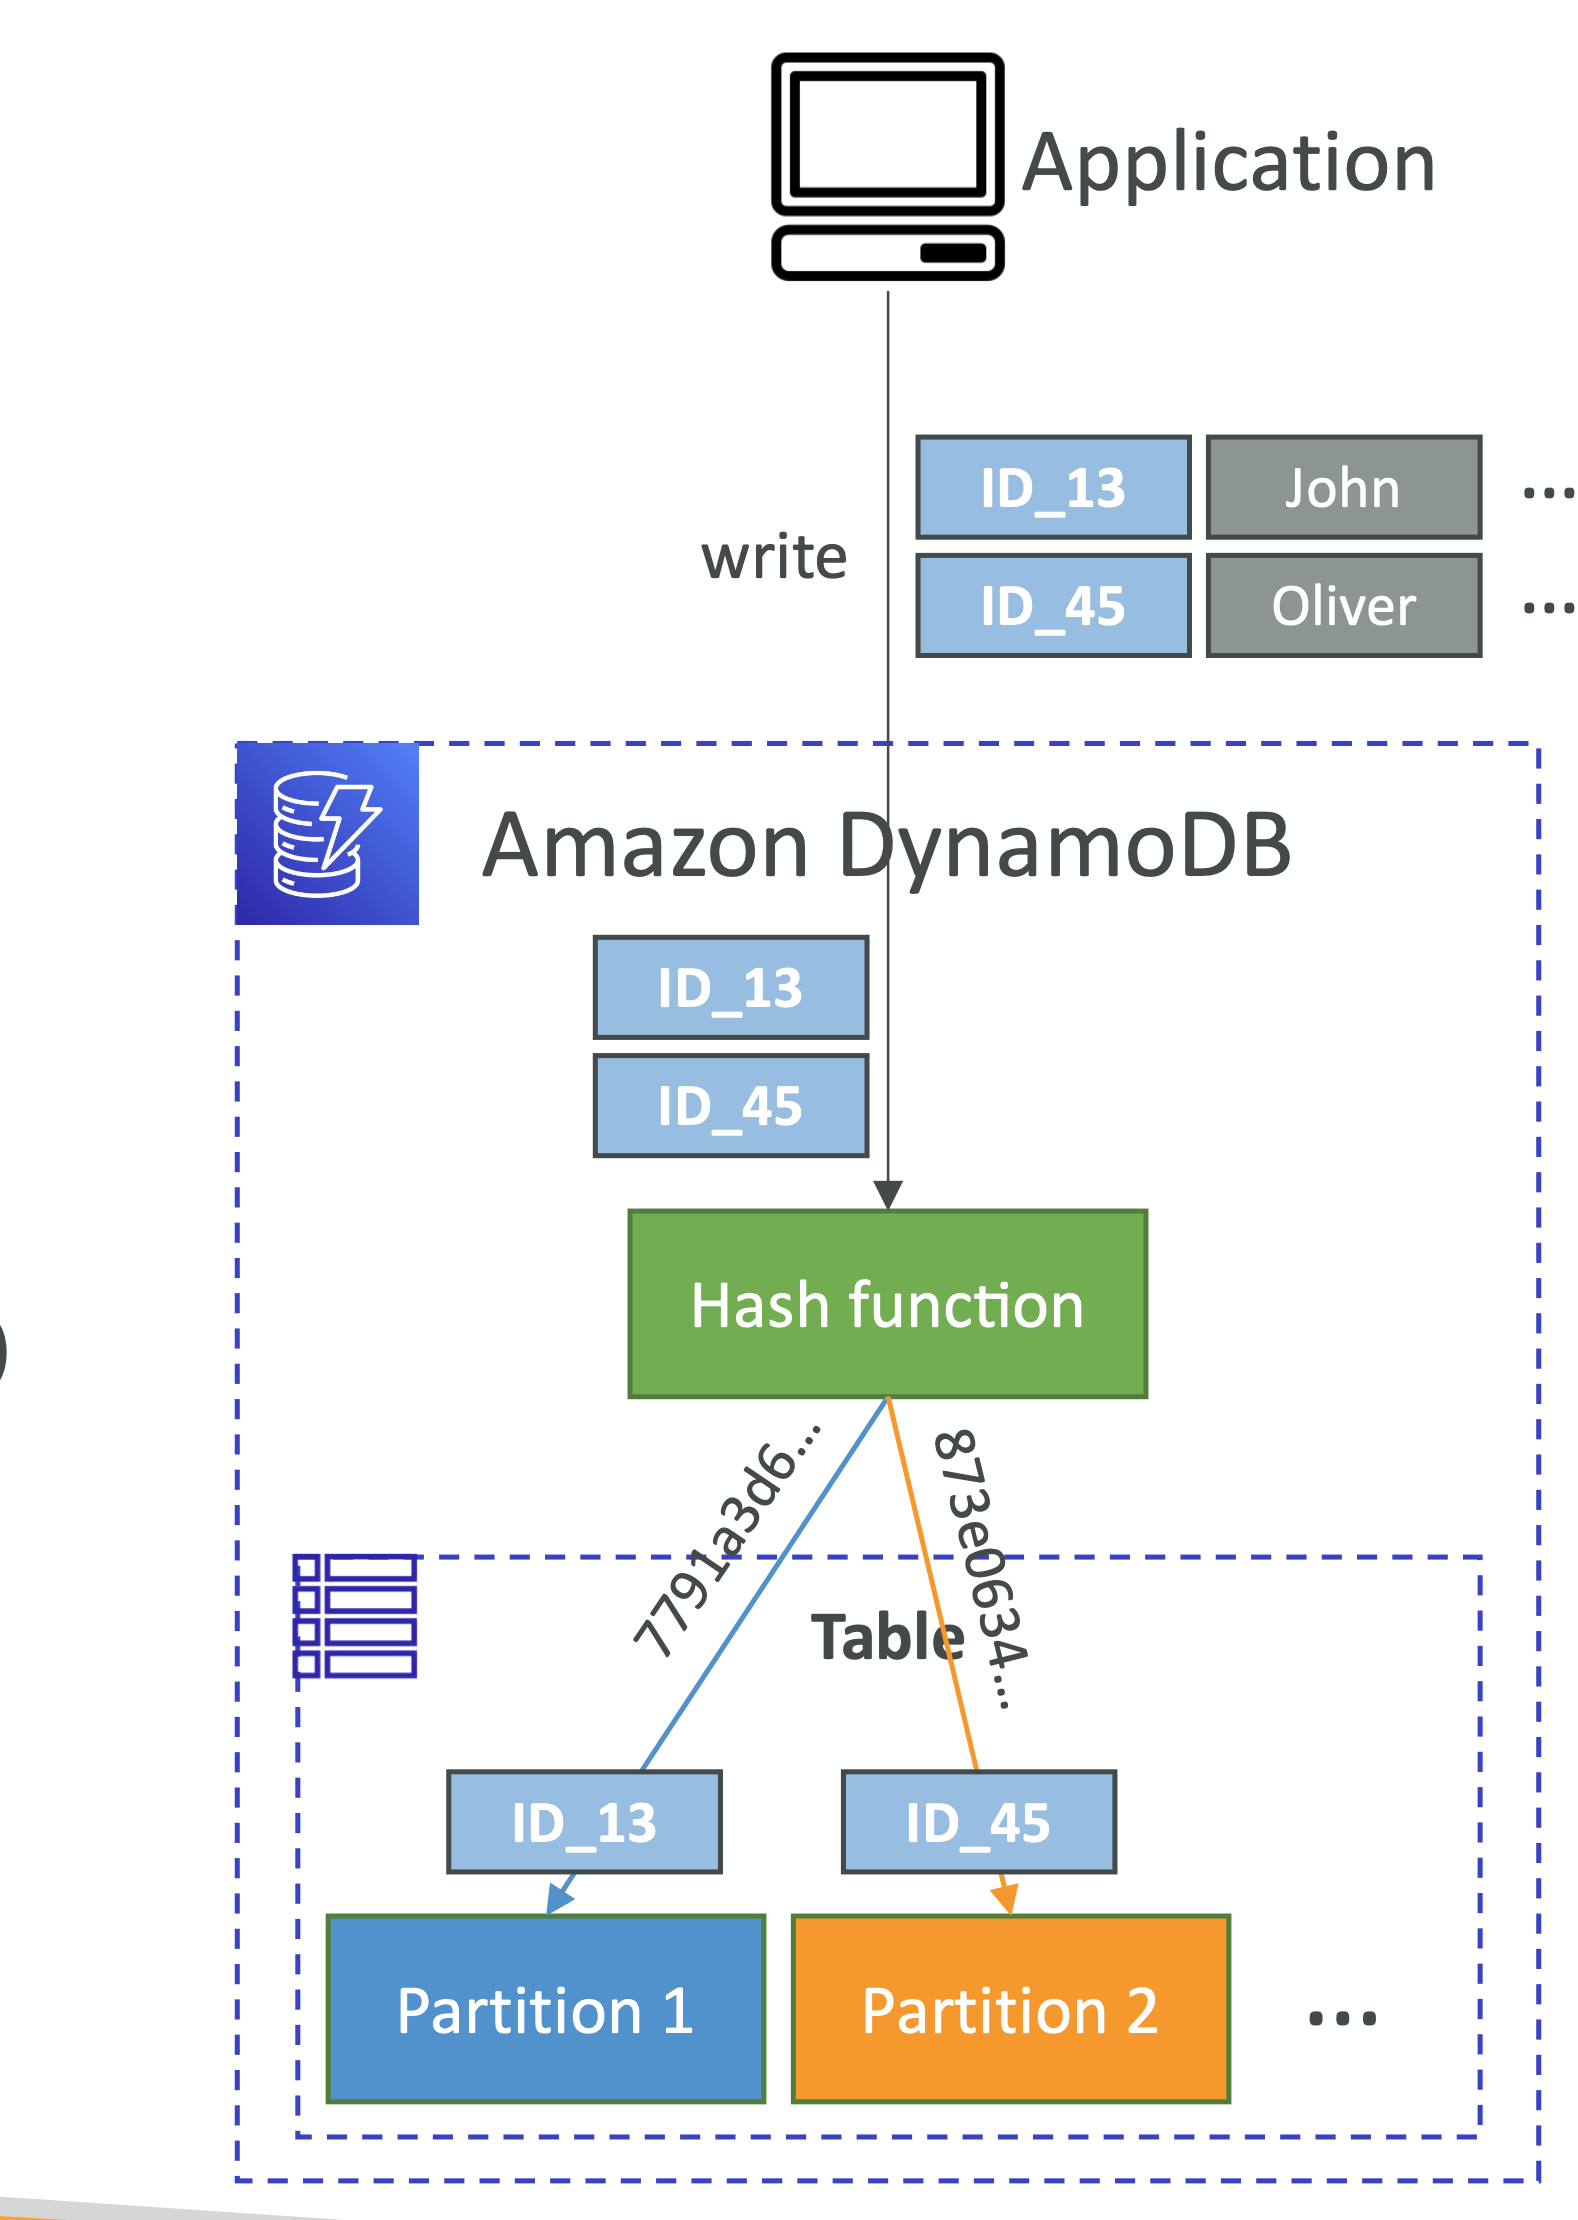 Application
ID_13 John ...
write
ID_45 Oliver ...
Amazon DynamoDB
ID_13
ID_45
Hash function
7791a3d6...
873e0634...
Table
ID_13 ID_45
Partition 1 Partition 2 ...